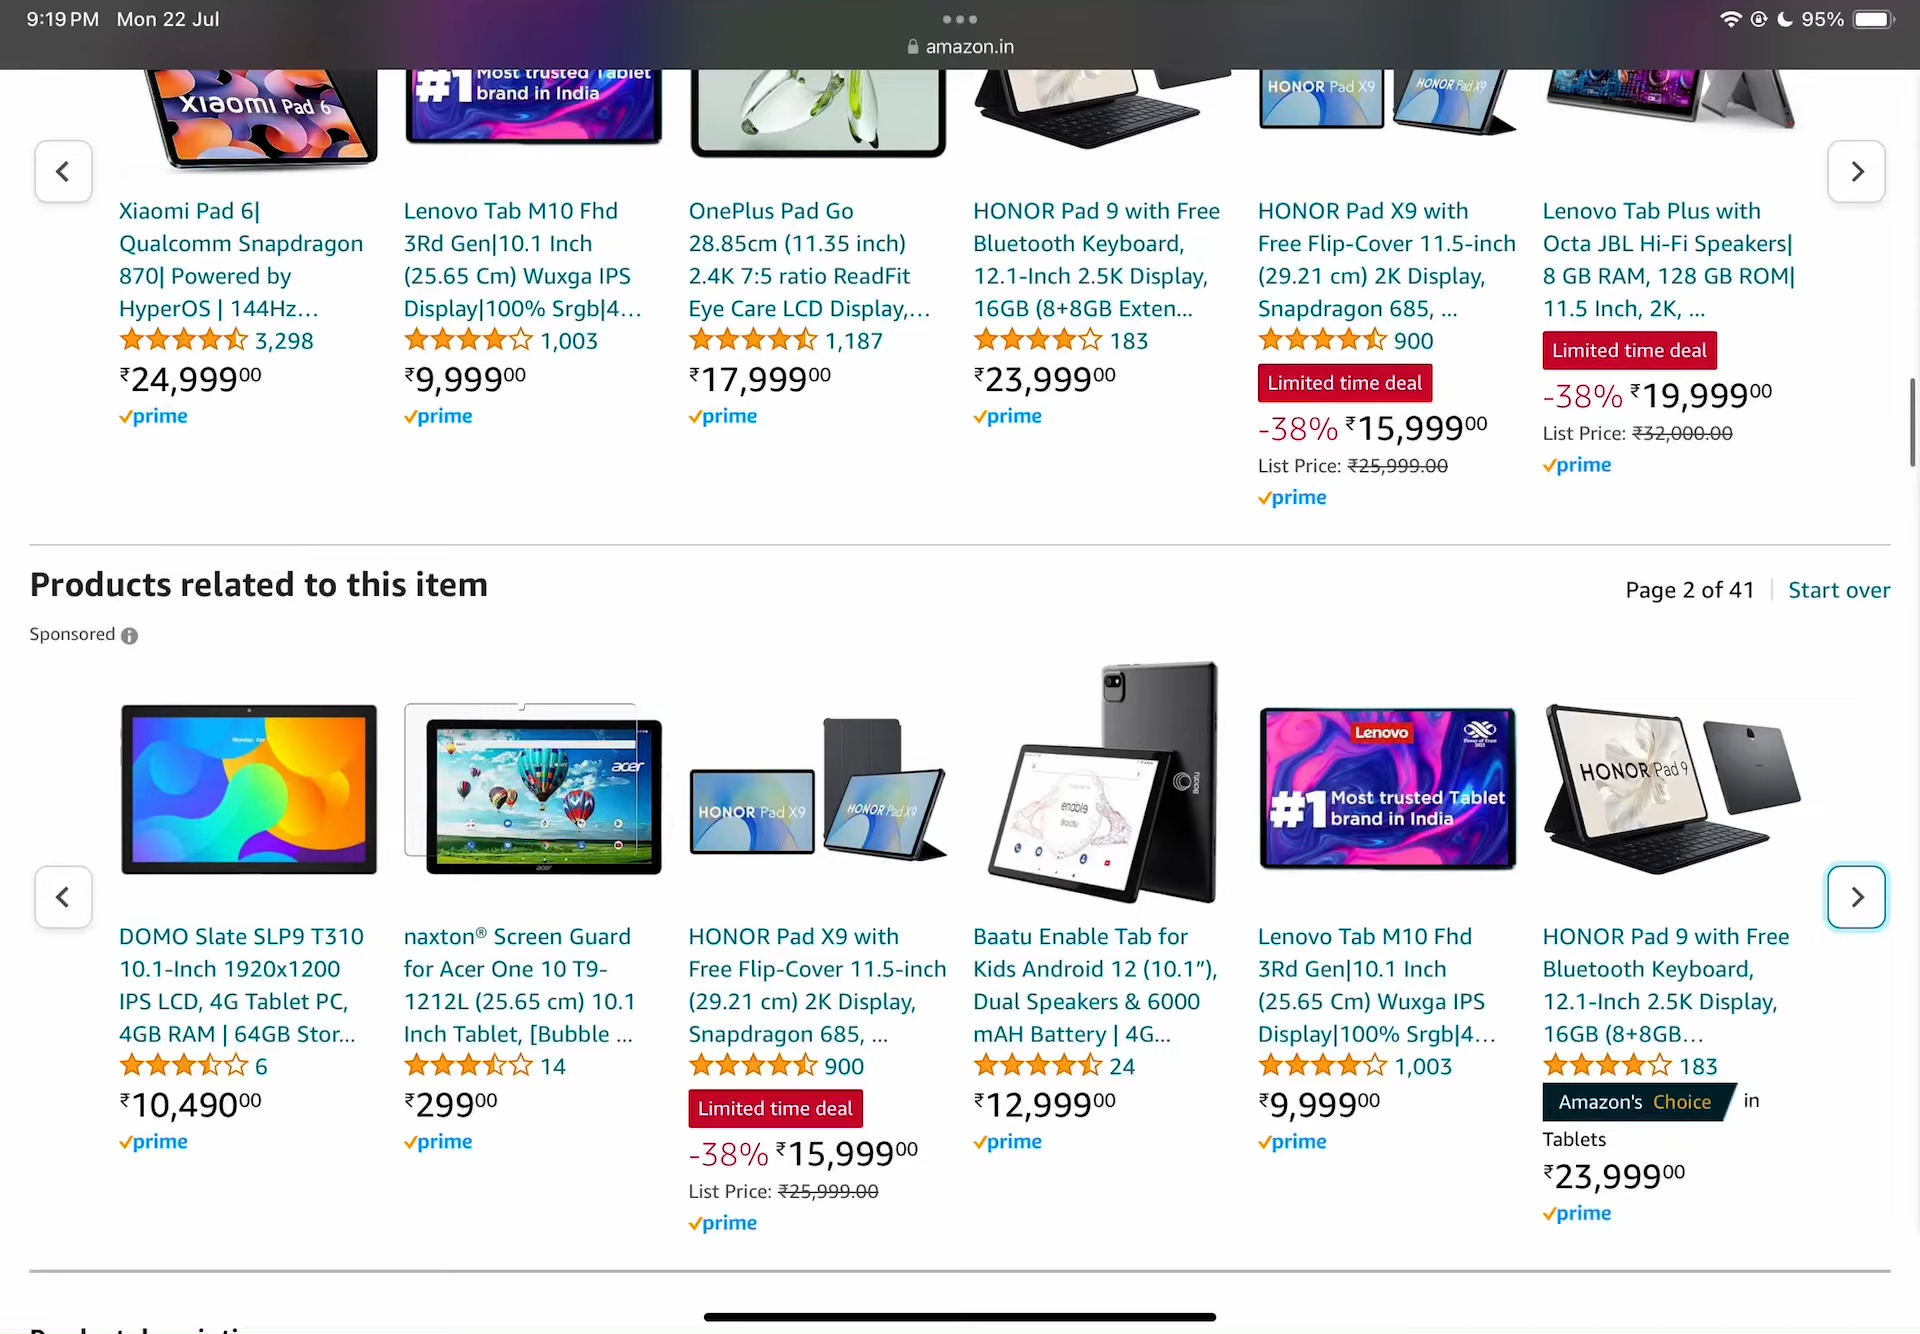 9:19 PM Mon 22 Jul
95%
amazon.in
xiaomi Pad 6
#1 Most trusted Tablet
brand in India
HONOR Pad X9
HONOR Pad X9
Xiaomi Pad 6|
Qualcomm Snapdragon
870| Powered by
HyperOS | 144Hz...
3,298
₹24,99900
prime
Lenovo Tab M10 Fhd
3Rd Gen|10.1 Inch
(25.65 Cm) Wuxga IPS
Display|100% Srgb|4...
1,003
₹9,99900
prime
OnePlus Pad Go
28.85cm (11.35 inch)
2.4K 7:5 ratio ReadFit
Eye Care LCD Display,...
1,187
₹17,99900
prime
HONOR Pad 9 with Free
Bluetooth Keyboard,
12.1-Inch 2.5K Display,
16GB (8+8GB Exten...
183
₹23,99900
prime
HONOR Pad X9 with
Free Flip-Cover 11.5-inch
(29.21 cm) 2K Display,
Snapdragon 685, ...
900
Limited time deal
-38% ₹15,99900
List Price: ₹25,999.00
prime
Lenovo Tab Plus with
Octa JBL Hi-Fi Speakers|
8 GB RAM, 128 GB ROM|
11.5 Inch, 2K, ...
Limited time deal
-38% ₹19,99900
List Price: ₹32,000.00
prime
Products related to this item
Page 2 of 41
Start over
Sponsored
acer
acer
HONOR Pad X9
HONOR Pad X9
enable
Baatu
Baatu
Lenovo
#1 Most trusted Tablet
brand in India
HONOR Pad 9
DOMO Slate SLP9 T310
10.1-Inch 1920x1200
IPS LCD, 4G Tablet PC,
4GB RAM | 64GB Stor...
6
₹10,49000
prime
naxton® Screen Guard
for Acer One 10 T9-
1212L (25.65 cm) 10.1
Inch Tablet, [Bubble ...
14
₹29900
prime
HONOR Pad X9 with
Free Flip-Cover 11.5-inch
(29.21 cm) 2K Display,
Snapdragon 685, ...
900
Limited time deal
-38% ₹15,99900
List Price: ₹25,999.00
prime
Baatu Enable Tab for
Kids Android 12 (10.1”),
Dual Speakers & 6000
mAH Battery | 4G...
24
₹12,99900
prime
Lenovo Tab M10 Fhd
3Rd Gen|10.1 Inch
(25.65 Cm) Wuxga IPS
Display|100% Srgb|4...
1,003
₹9,99900
prime
HONOR Pad 9 with Free
Bluetooth Keyboard,
12.1-Inch 2.5K Display,
16GB (8+8GB...
183
Amazon's Choice in
Tablets
₹23,99900
prime